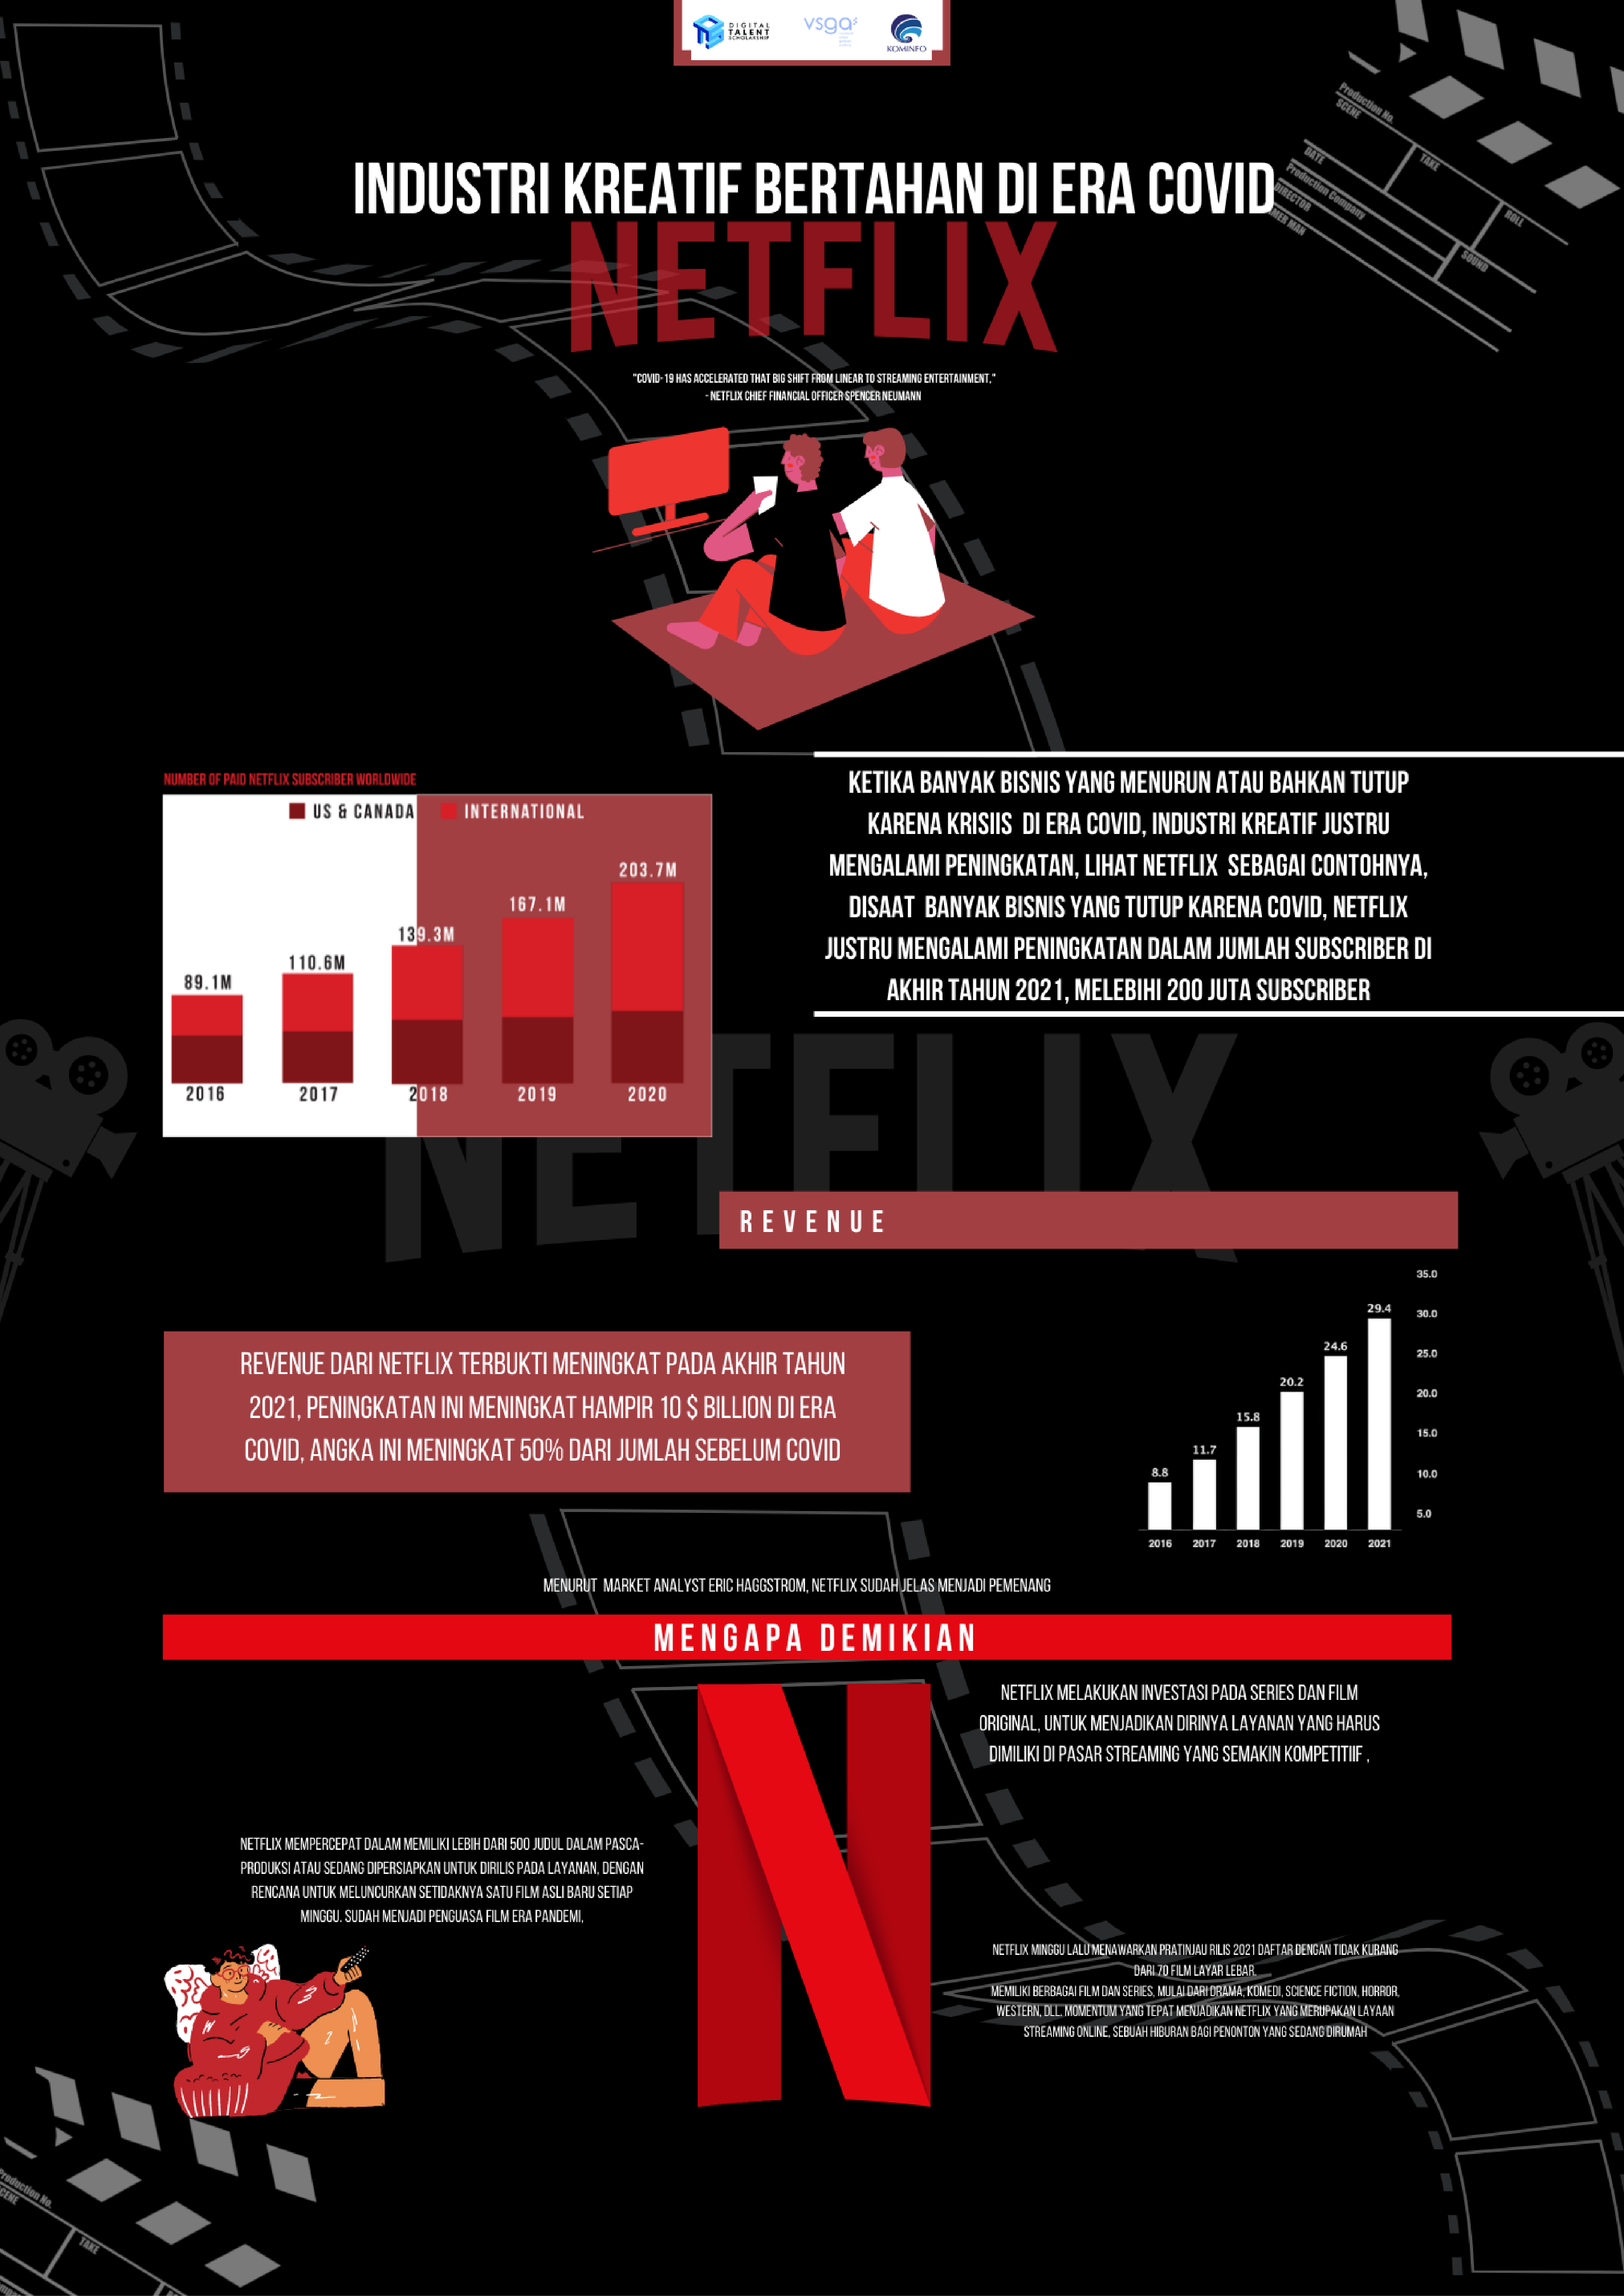 DIGITAL
TALENT
SCHOLARSHIP
vsga
KOMINFO
Production No.
SCENE
TAKE
ROLL
DATE
Production Company
SOUND
DIRECTOR
MER MAN
INDUSTRI KREATIF BERTAHAN DI ERA COVID
NETFLIX
"COVID-19 HAS ACCELERATED THAT BIG SHIFT FROM LINEAR TO STREAMING ENTERTAINMENT,"
- NETFLIX CHIEF FINANCIAL OFFICER SPENCER NEUMANN
NUMBER OF PAID NETFLIX SUBSCRIBER WORLDWIDE
US & CANADA INTERNATIONAL
203.7M
167.1M
139.3M
110.6M
89.1M
2016 2017 2018 2019 2020
KETIKA BANYAK BISNIS YANG MENURUN ATAU BAHKAN TUTUP
KARENA KRISIIS DI ERA COVID, INDUSTRI KREATIF JUSTRU
MENGALAMI PENINGKATAN, LIHAT NETFLIX SEBAGAI CONTOHNYA,
DISAAT BANYAK BISNIS YANG TUTUP KARENA COVID, NETFLIX
JUSTRU MENGALAMI PENINGKATAN DALAM JUMLAH SUBSCRIBER DI
AKHIR TAHUN 2021, MELEBIHI 200 JUTA SUBSCRIBER
NETFLIX
REVENUE
REVENUE DARI NETFLIX TERBUKTI MENINGKAT PADA AKHIR TAHUN
2021, PENINGKATAN INI MENINGKAT HAMPIR 10 $ BILLION DI ERA
COVID, ANGKA INI MENINGKAT 50% DARI JUMLAH SEBELUM COVID
35.0
30.0
25.0
20.0
15.0
10.0
5.0
29.4
24.6
20.2
15.8
11.7
8.8
2016 2017 2018 2019 2020 2021
MENURUT MARKET ANALYST ERIC HAGGSTROM, NETFLIX SUDAH JELAS MENJADI PEMENANG
MENGAPA DEMIKIAN
NETFLIX MELAKUKAN INVESTASI PADA SERIES DAN FILM
ORIGINAL, UNTUK MENJADIKAN DIRINYA LAYANAN YANG HARUS
DIMILIKI DI PASAR STREAMING YANG SEMAKIN KOMPETITIIF .
NETFLIX MEMPERCEPAT DALAM MEMILIKI LEBIH DARI 500 JUDUL DALAM PASCA-
PRODUKSI ATAU SEDANG DIPERSIAPKAN UNTUK DIRILIS PADA LAYANAN, DENGAN
RENCANA UNTUK MELUNCURKAN SETIDAKNYA SATU FILM ASLI BARU SETIAP
MINGGU. SUDAH MENJADI PENGUASA FILM ERA PANDEMI,
NETFLIX MINGGU LALU MENAWARKAN PRATINJAU RILIS 2021 DAFTAR DENGAN TIDAK KURANG
DARI 70 FILM LAYAR LEBAR.
MEMILIKI BERBAGAI FILM DAN SERIES, MULAI DARI DRAMA, KOMEDI, SCIENCE FICTION, HORROR,
WESTERN, DLL. MOMENTUM YANG TEPAT MENJADIKAN NETFLIX YANG MERUPAKAN LAYAAN
STREAMING ONLINE, SEBUAH HIBURAN BAGI PENONTON YANG SEDANG DIRUMAH
Production No.
CENE
TAKE